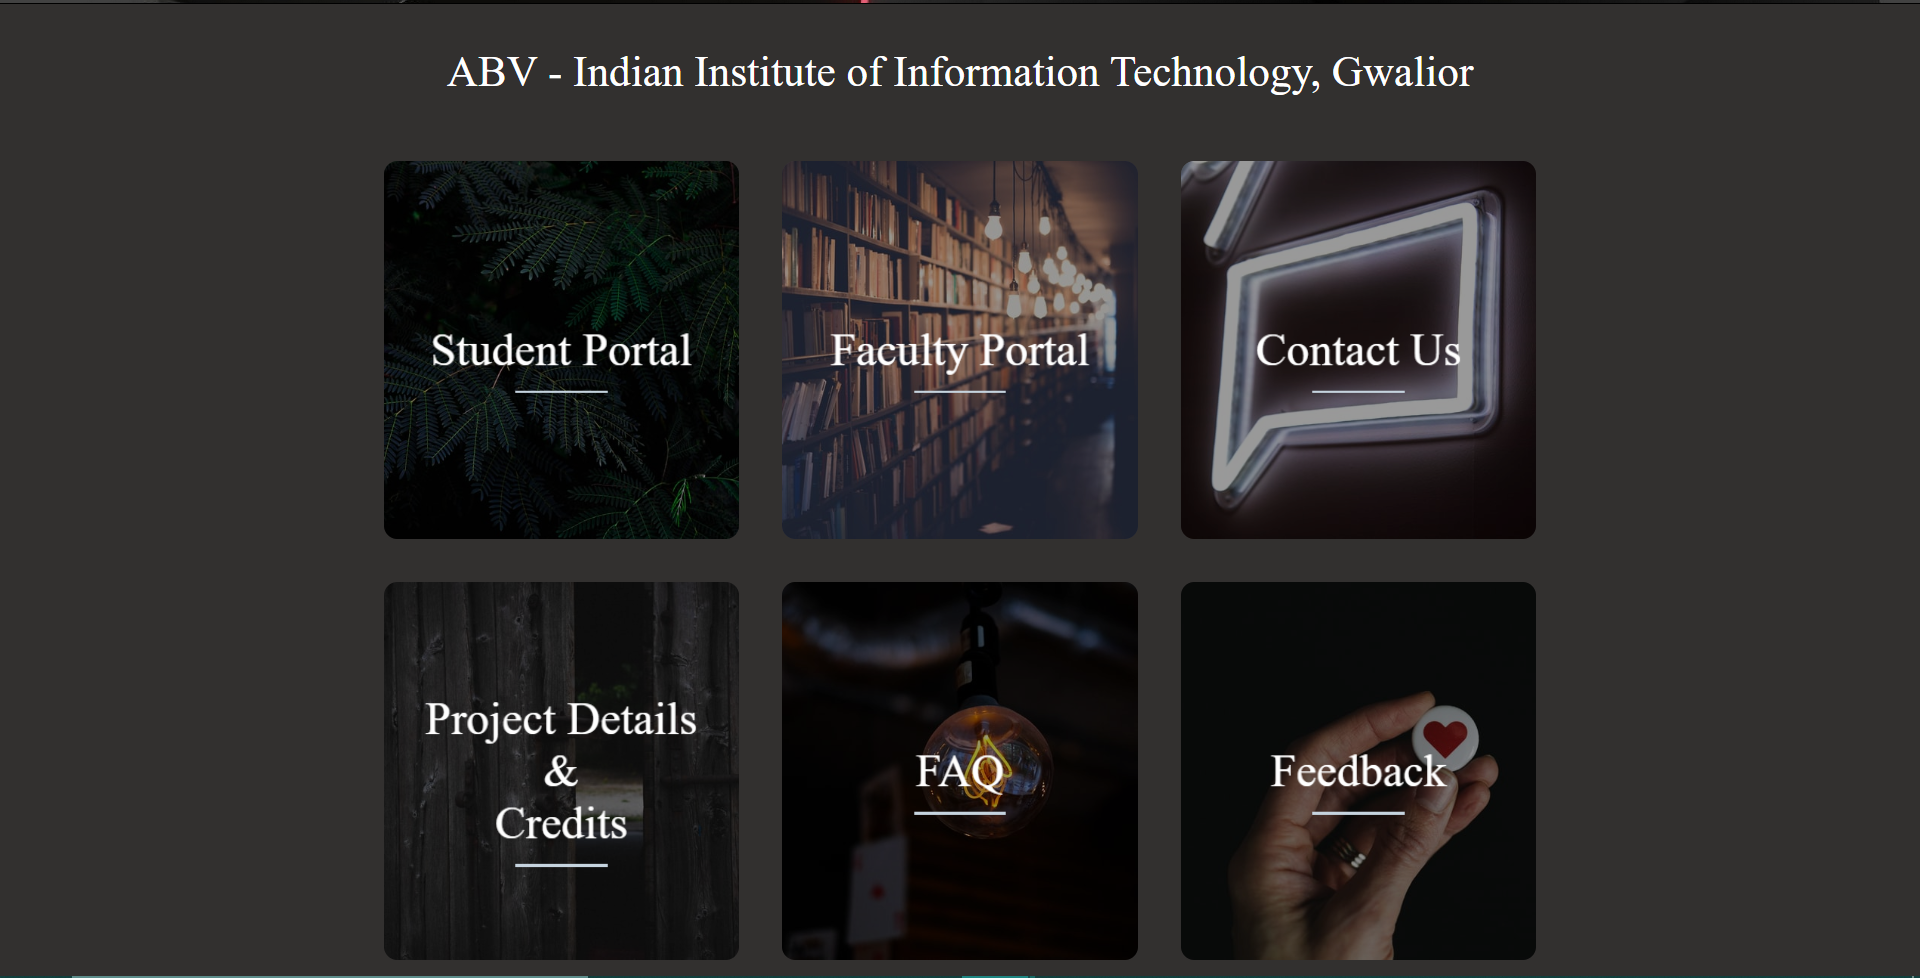 ABV - Indian Institute of Information Technology, Gwalior
Student Portal
Faculty Portal
Contact Us
Project Details
&
Credits
FAQ
Feedback